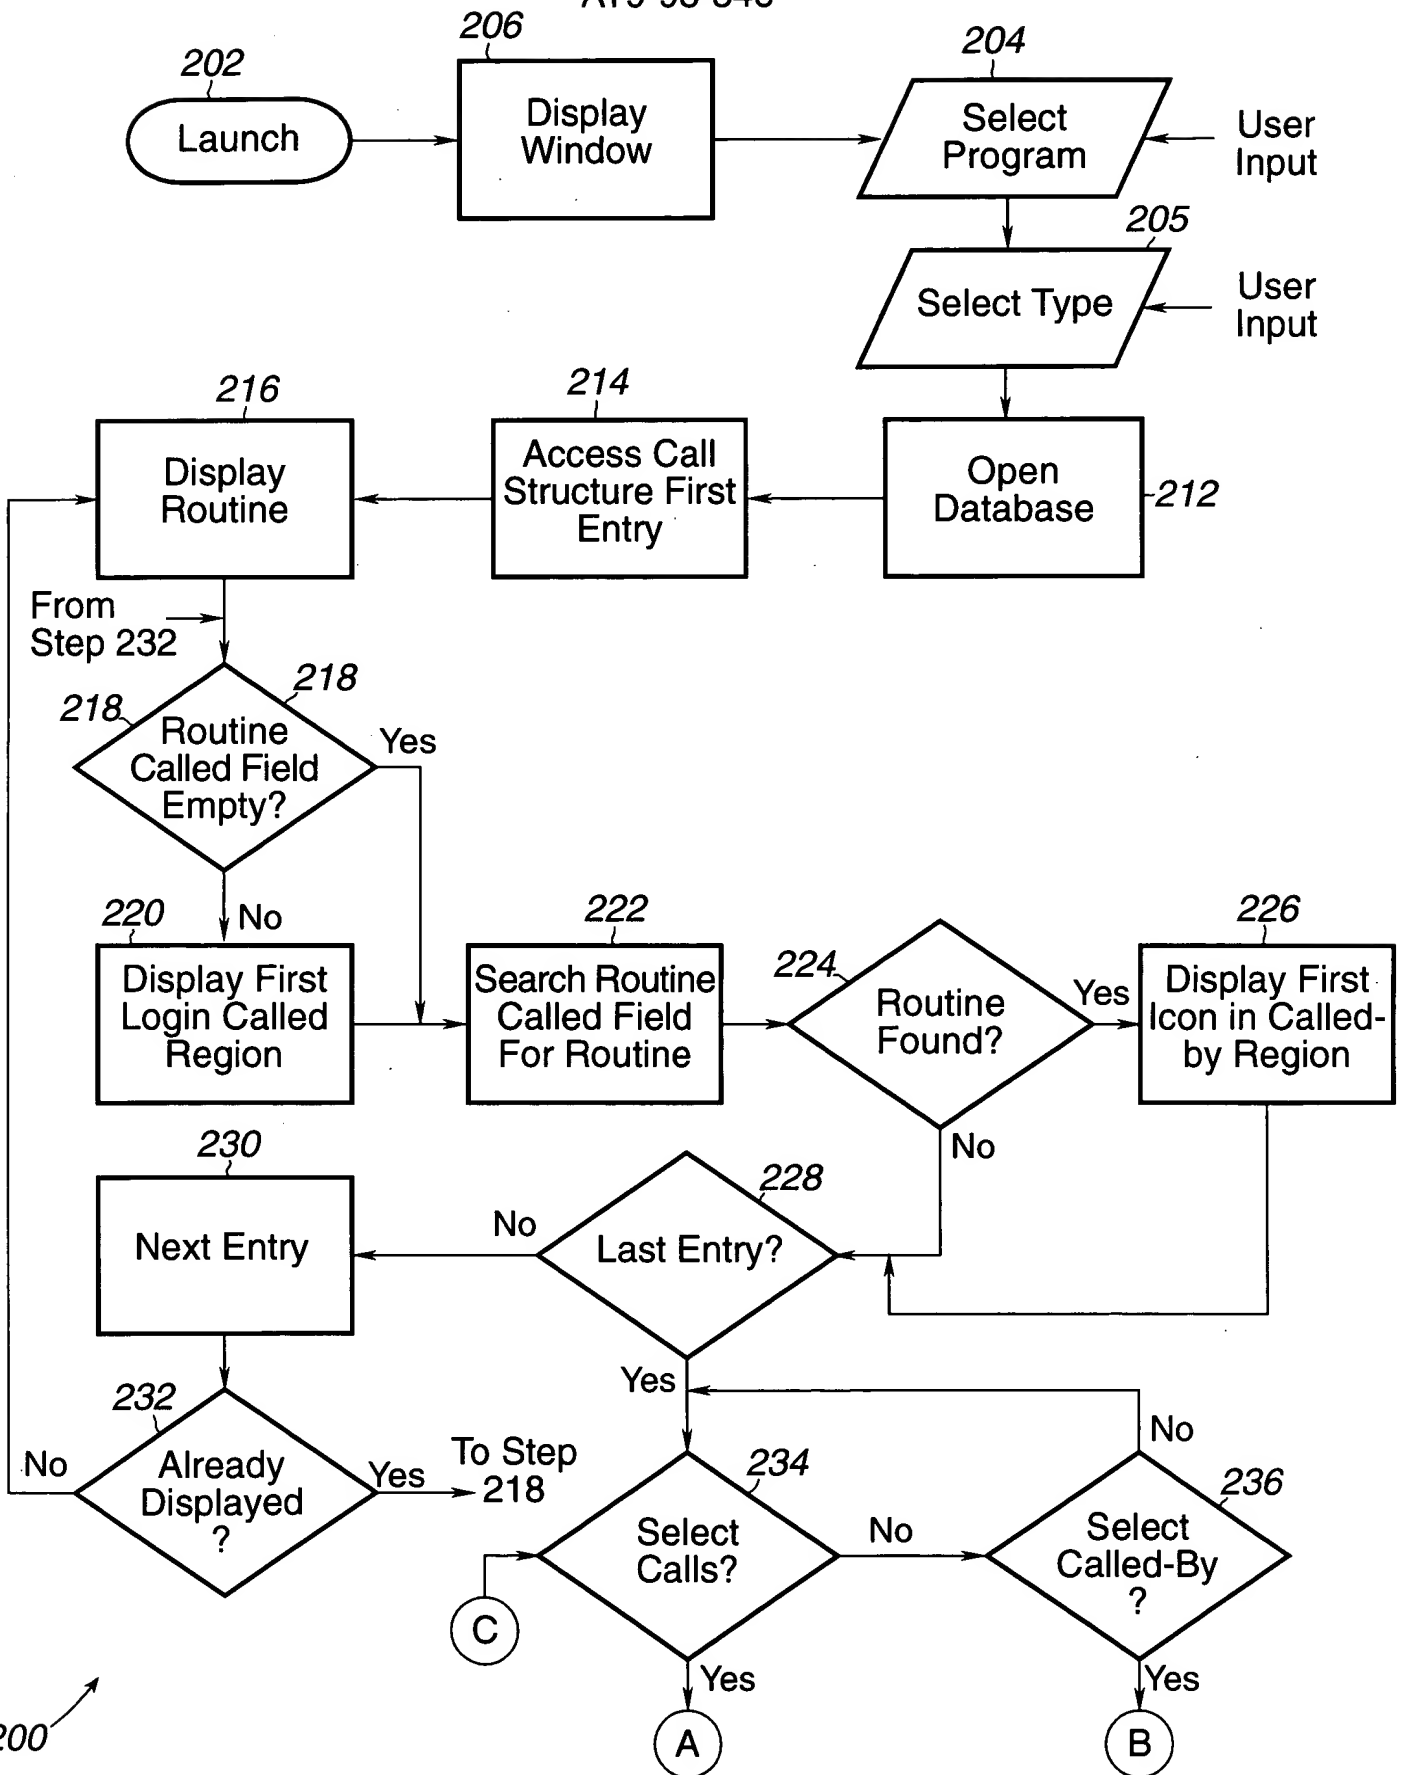 206
204
202
Launch
Display
Window
Select
Program
User
Input
205
Select Type
User
Input
216
214
Display
Routine
Access Call
Structure First
Entry
Open
Database
212
From
Step 232
218
218
Routine
Called Field
Empty?
Yes
No
220
222
226
224
Display First
Login Called
Region
Search Routine
Called Field
For Routine
Routine
Found?
Yes
Display First
Icon in Called-
by Region
No
230
228
Next Entry
No
Last Entry?
Yes
232
No
Already
Displayed
?
Yes
To Step
218
234
Select
Calls?
No
No
236
Select
Called-By
?
C
Yes
Yes
A
B
200